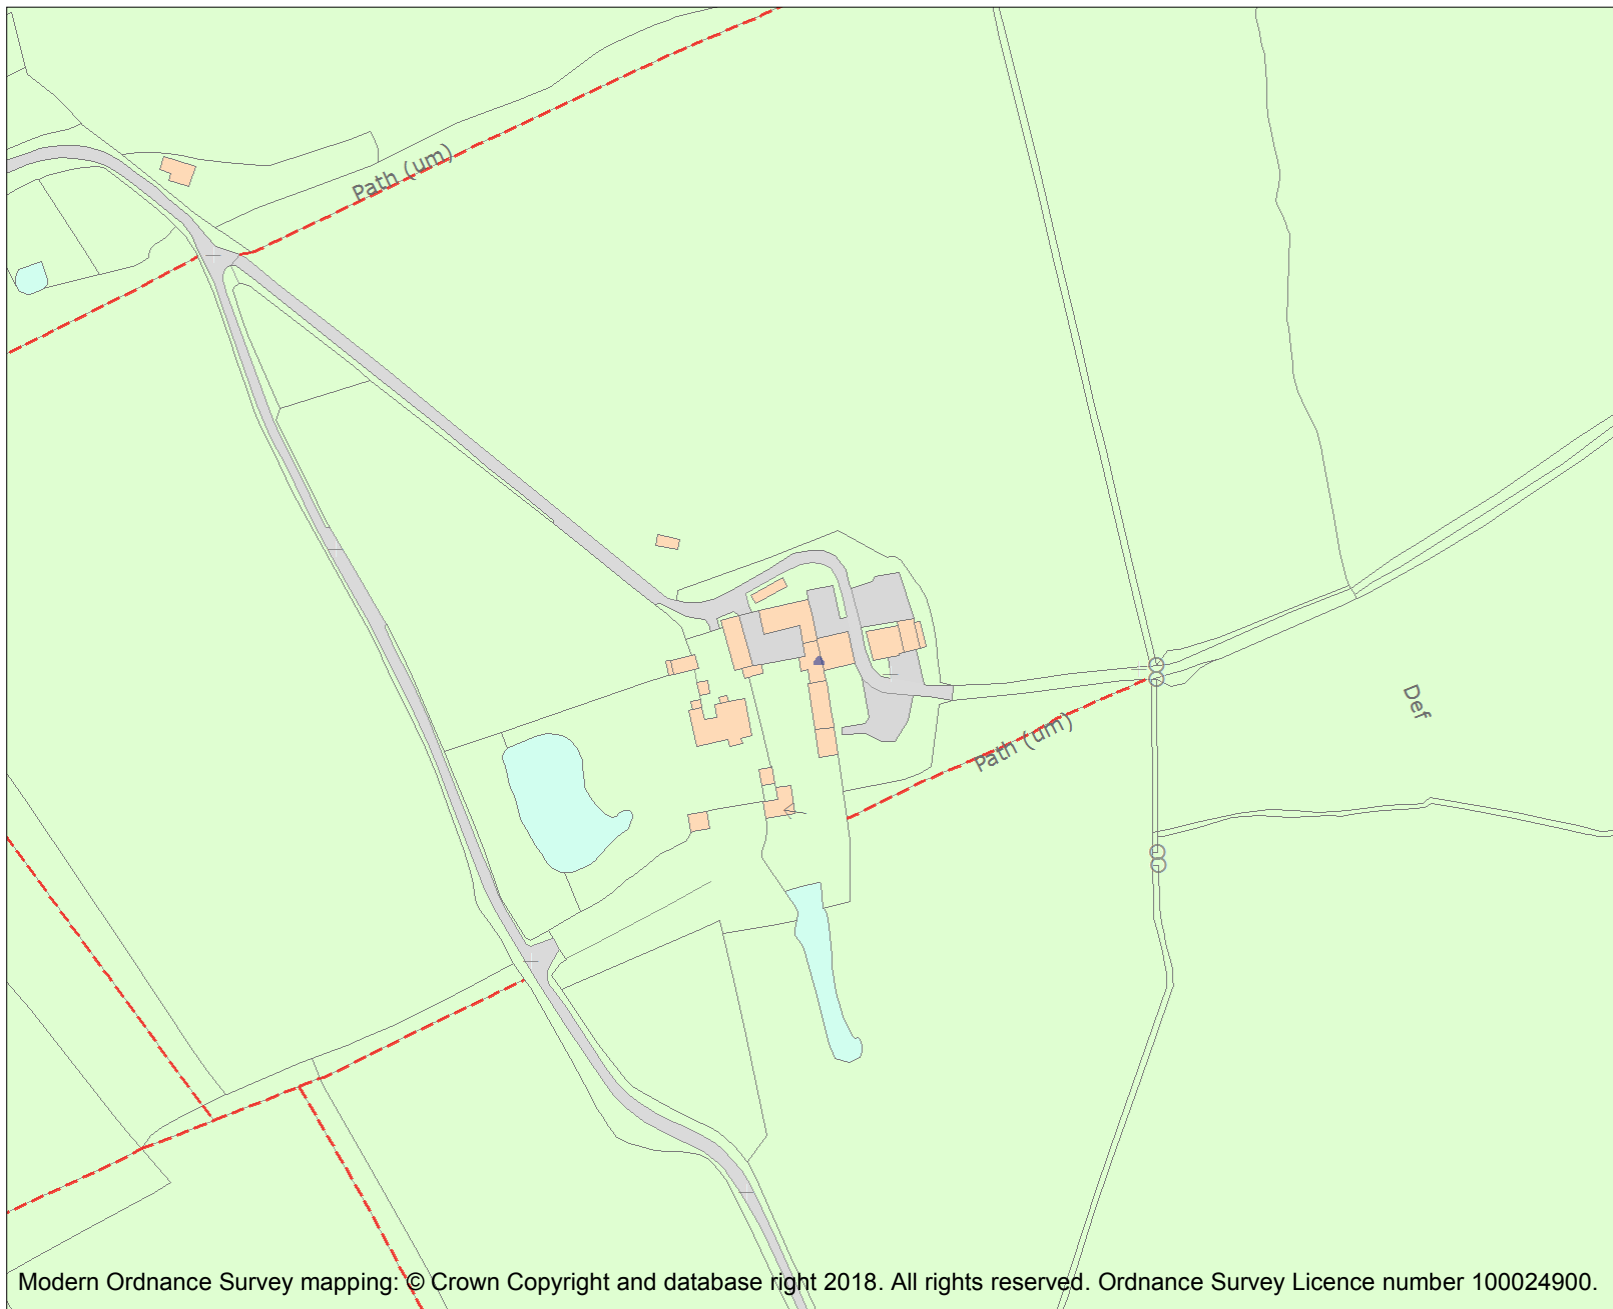 Path (um)
Def
Path (um)
Modern Ordnance Survey mapping: © Crown Copyright and database right 2018. All rights reserved. Ordnance Survey Licence number 100024900.